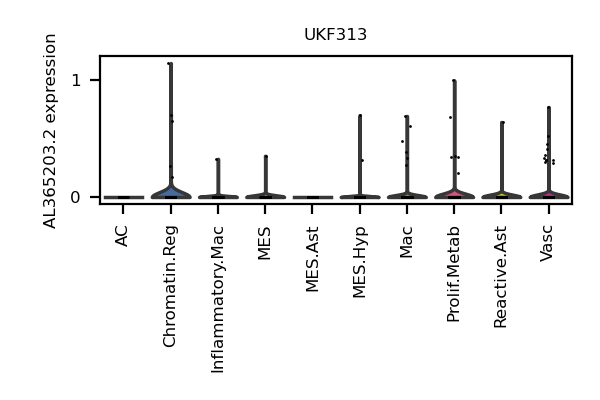 UKF313
AL365203.2 expression
1
0
AC
Chromatin.Reg
Inflammatory.Mac
MES
MES.Ast
MES.Hyp
Mac
Prolif.Metab
Reactive.Ast
Vasc